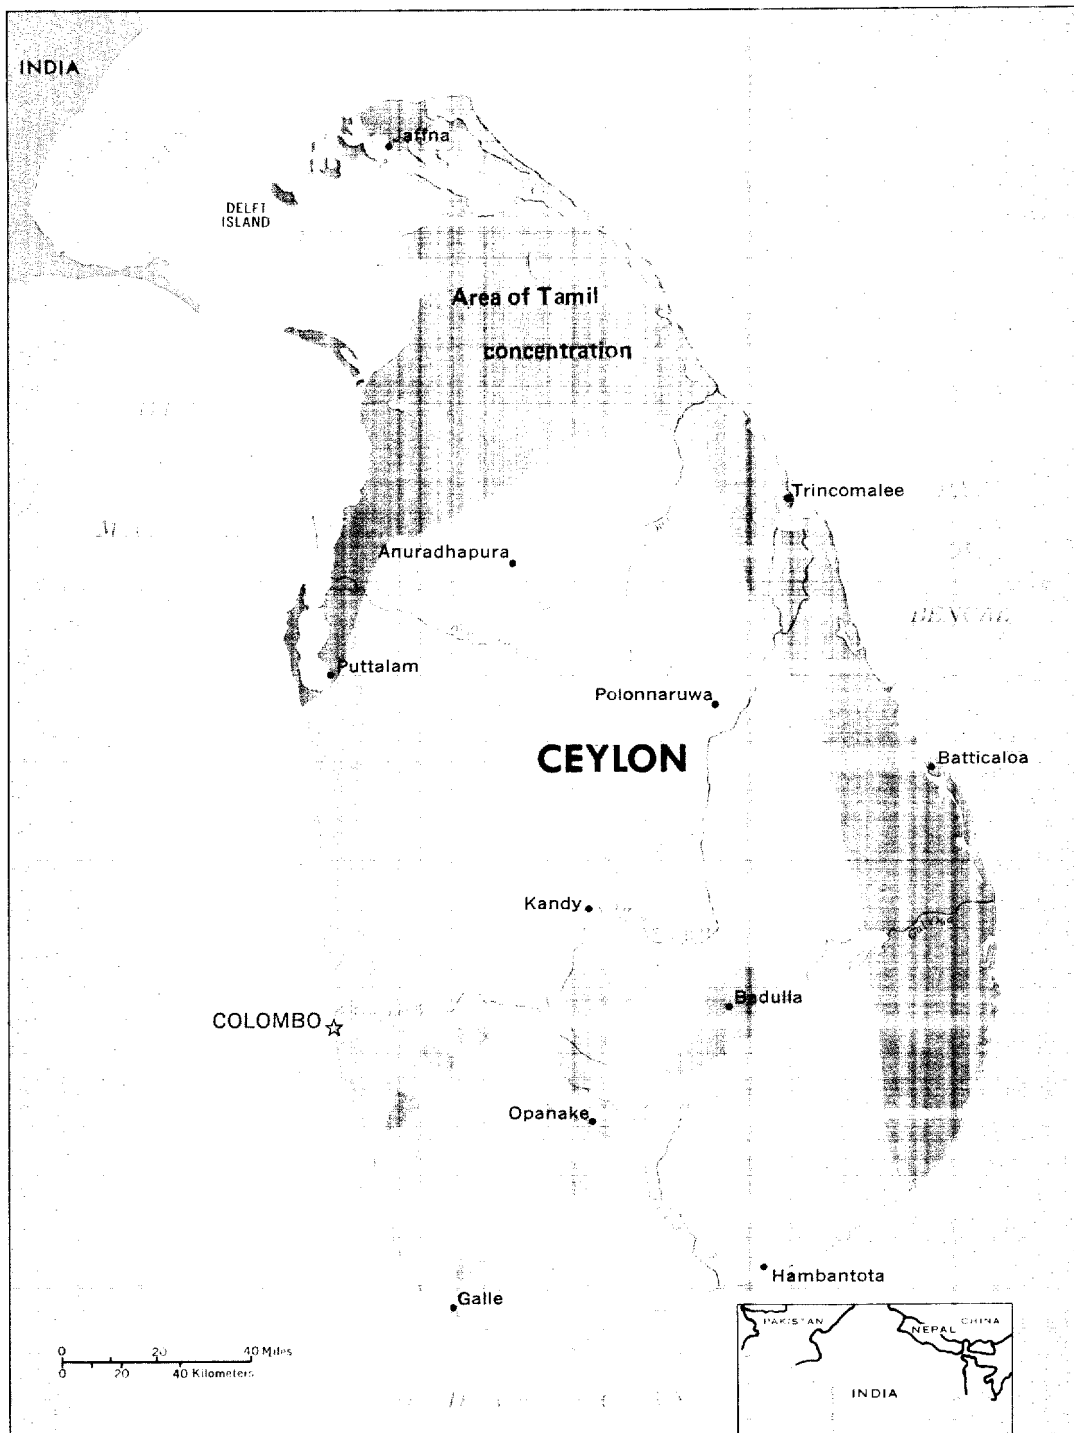 INDIA
Jaffna
DELFT
ISLAND
Area of Tamil
concentration
Trincomalee
Anuradhapura
BENGAL
Puttalam
Polonnaruwa
CEYLON
Batticaloa
Kandy
Badulla
COLOMBO
Opanake
Hambantota
Galle
PAKISTAN
CHINA
NEPAL
INDIA
0 20 40 Miles
0 20 40 Kilometers